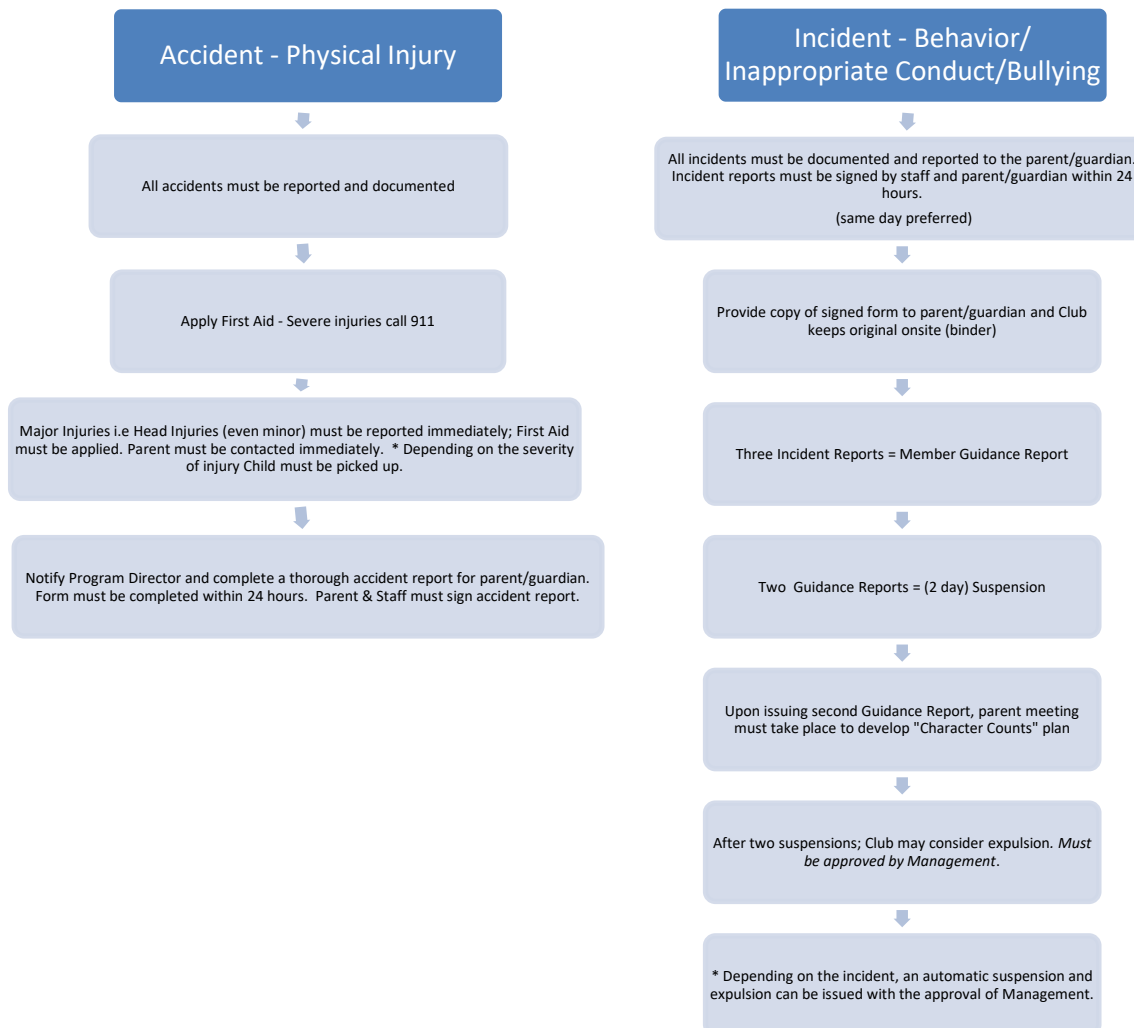 Accident - Physical Injury
All accidents must be reported and documented
Apply First Aid - Severe injuries call 911
Major Injuries i.e Head Injuries (even minor) must be reported immediately; First Aid
must be applied. Parent must be contacted immediately.  * Depending on the severity
of injury Child must be picked up.
Notify Program Director and complete a thorough accident report for parent/guardian.
Form must be completed within 24 hours.  Parent & Staff must sign accident report.
Incident - Behavior/
Inappropriate Conduct/Bullying
All incidents must be documented and reported to the parent/guardian.
Incident reports must be signed by staff and parent/guardian within 24
hours.
(same day preferred)
Provide copy of signed form to parent/guardian and Club
keeps original onsite (binder)
Three Incident Reports = Member Guidance Report
Two  Guidance Reports = (2 day) Suspension
Upon issuing second Guidance Report, parent meeting
must take place to develop "Character Counts" plan
After two suspensions; Club may consider expulsion. Must
be approved by Management.
* Depending on the incident, an automatic suspension and
expulsion can be issued with the approval of Management.